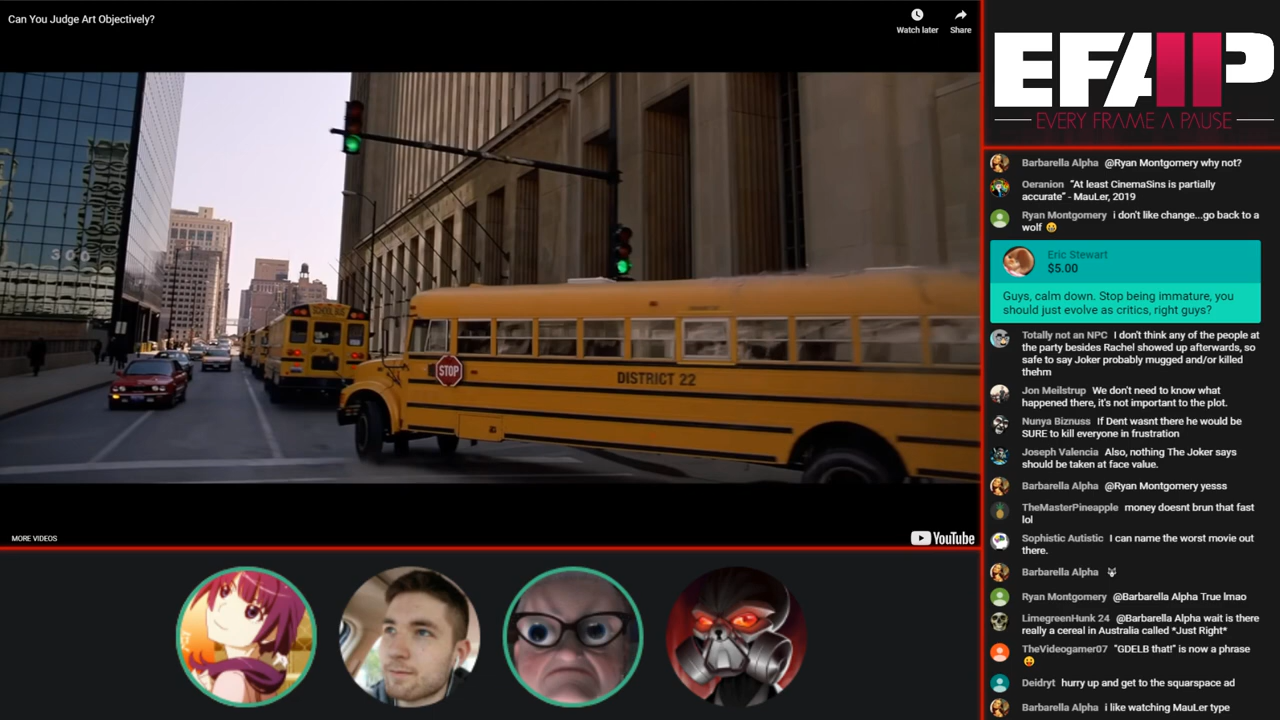 Can You Judge Art Objectively?
Watch later
Share
300
SCHOOL BUS
STOP
DISTRICT 22
MORE VIDEOS
YouTube
EFAP
EVERY FRAME A PAUSE
Barbarella Alpha @Ryan Montgomery why not?
Oeranion “At least CinemaSins is partially
accurate” - MauLer, 2019
Ryan Montgomery i don't like change...go back to a
wolf 😆
Eric Stewart
$5.00
Guys, calm down. Stop being immature, you
should just evolve as critics, right guys?
Totally not an NPC I don't think any of the people at
the party besides Rachel showed up afterwards, so
safe to say Joker probably mugged and/or killed
thehm
Jon Meilstrup We don't need to know what
happened there, it's not important to the plot.
Nunya Biznuss If Dent wasnt there he would be
SURE to kill everyone in frustration
Joseph Valencia Also, nothing The Joker says
should be taken at face value.
Barbarella Alpha @Ryan Montgomery yesss
TheMasterPineapple money doesnt brun that fast
lol
Sophistic Autistic I can name the worst movie out
there.
Barbarella Alpha 🐺
Ryan Montgomery @Barbarella Alpha True lmao
LimegreenHunk 24 @Barbarella Alpha wait is there
really a cereal in Australia called *Just Right*
TheVideogamer07 "GDELB that!" is now a phrase
😛
Deidryt hurry up and get to the squarspace ad
Barbarella Alpha i like watching MauLer type